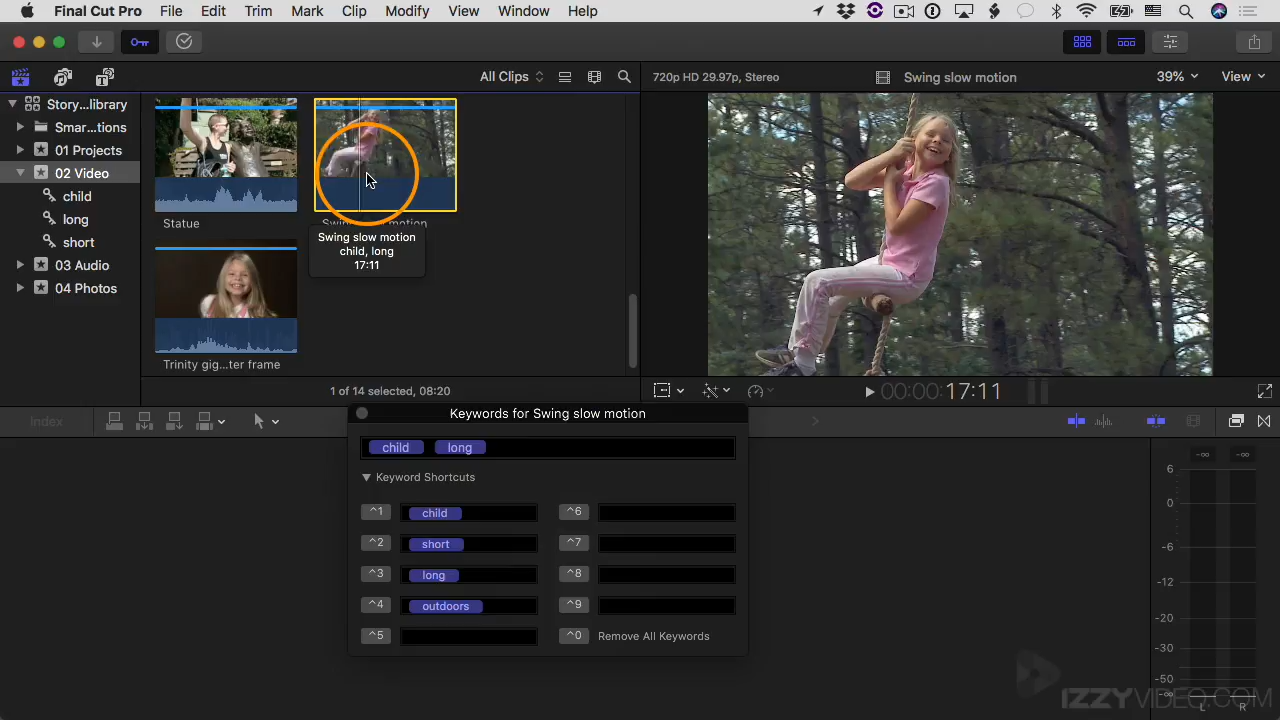 Final Cut Pro File Edit Trim Mark Clip Modify View Window Help
All Clips
720p HD 29.97p, Stereo
Swing slow motion
39%
View
Story...library
Smar...tions
01 Projects
02 Video
child
long
short
03 Audio
04 Photos
Statue
Swing slow motion
Swing slow motion
child, long
17:11
Trinity gig...ter frame
1 of 14 selected, 08:20
00:00:17:11
Index
Keywords for Swing slow motion
child long
Keyword Shortcuts
^1 child ^6
^2 short ^7
^3 long ^8
^4 outdoors ^9
^5 ^0 Remove All Keywords
-∞ -∞
6
0
-6
-12
-20
-30
-50
-∞
L R
IZZYVIDEO.COM